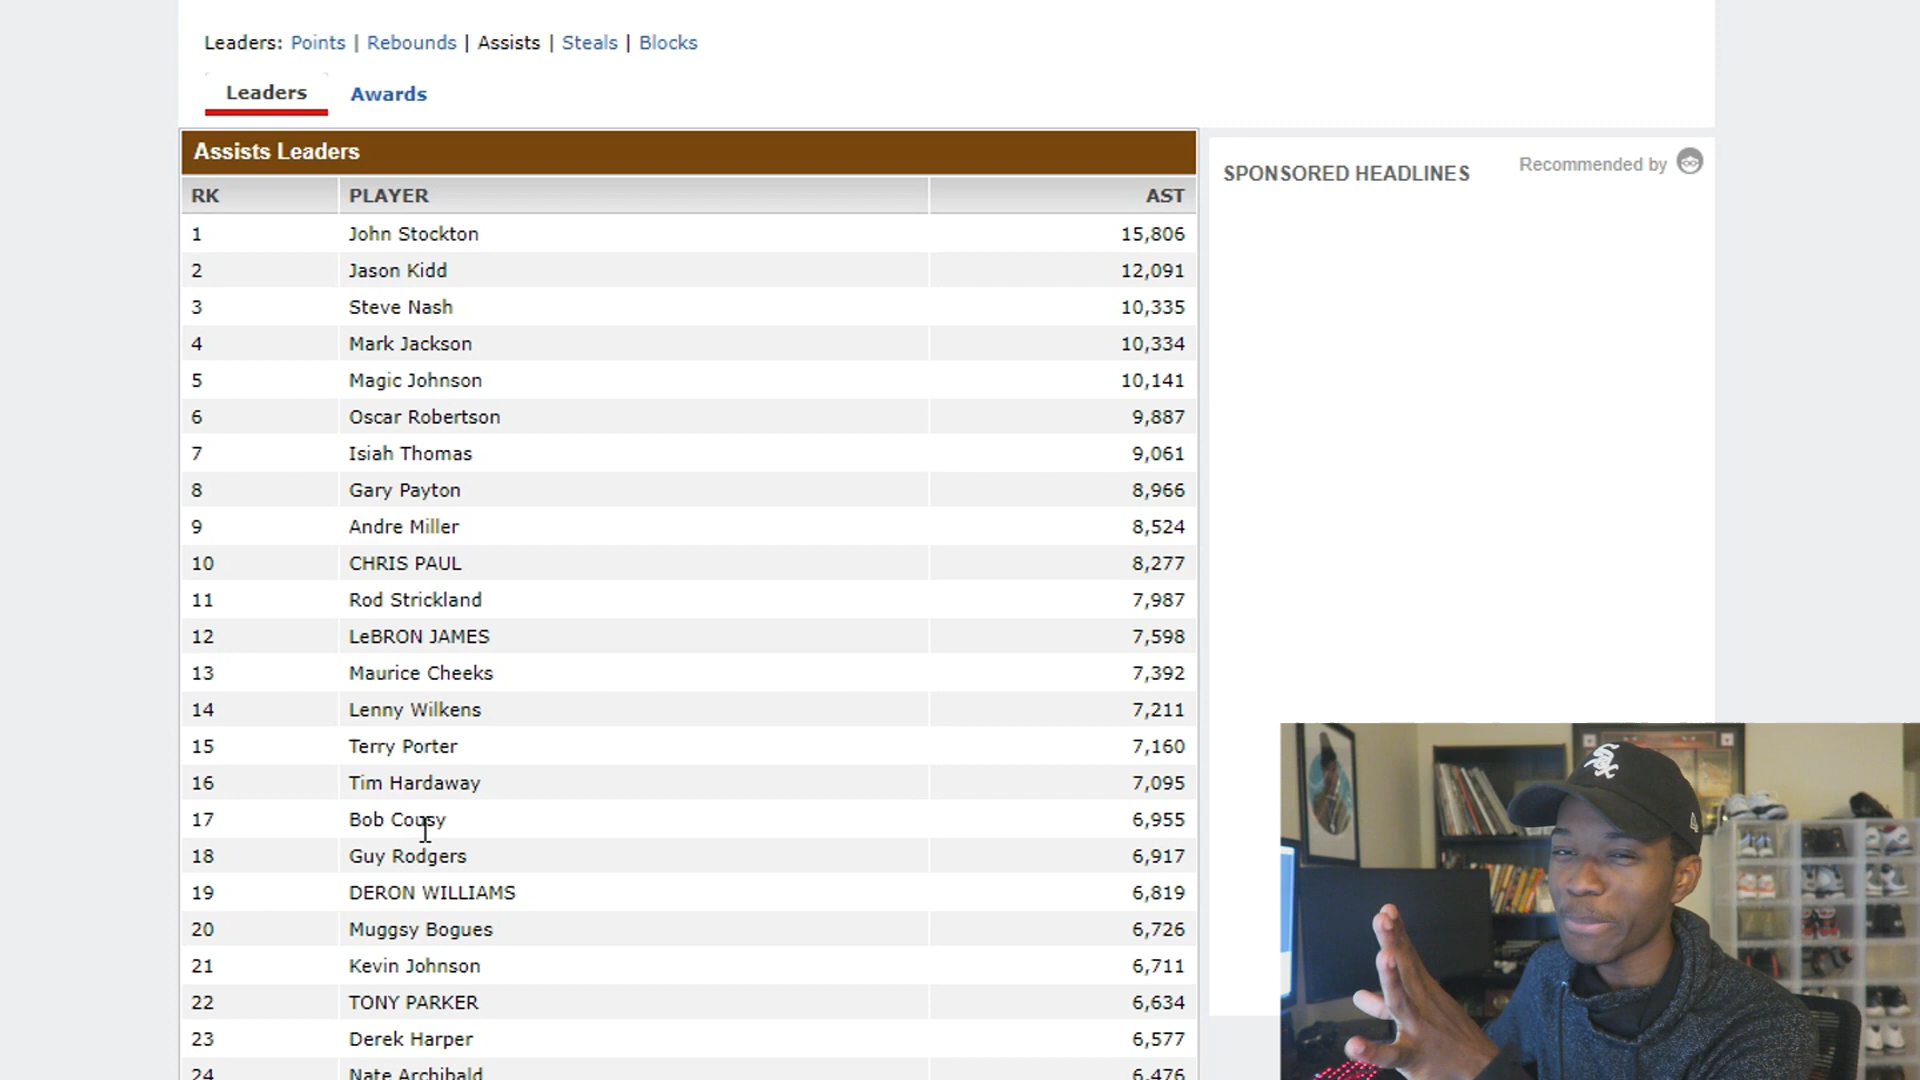 Leaders: Points | Rebounds | Assists | Steals | Blocks
Leaders Awards
Assists Leaders
RK PLAYER AST
1 John Stockton 15,806
2 Jason Kidd 12,091
3 Steve Nash 10,335
4 Mark Jackson 10,334
5 Magic Johnson 10,141
6 Oscar Robertson 9,887
7 Isiah Thomas 9,061
8 Gary Payton 8,966
9 Andre Miller 8,524
10 CHRIS PAUL 8,277
11 Rod Strickland 7,987
12 LeBRON JAMES 7,598
13 Maurice Cheeks 7,392
14 Lenny Wilkens 7,211
15 Terry Porter 7,160
16 Tim Hardaway 7,095
17 Bob Cousy 6,955
18 Guy Rodgers 6,917
19 DERON WILLIAMS 6,819
20 Muggsy Bogues 6,726
21 Kevin Johnson 6,711
22 TONY PARKER 6,634
23 Derek Harper 6,577
24 Nate Archibald 6,476
SPONSORED HEADLINES
Recommended by
Sox